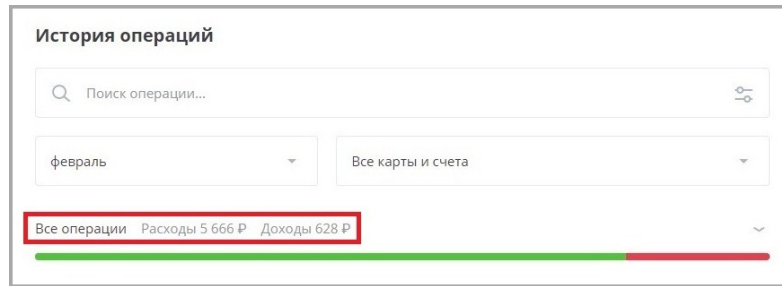 История операций
Поиск операции...
февраль
Все карты и счета
Все операции Расходы 5 666 ₽ Доходы 628 ₽